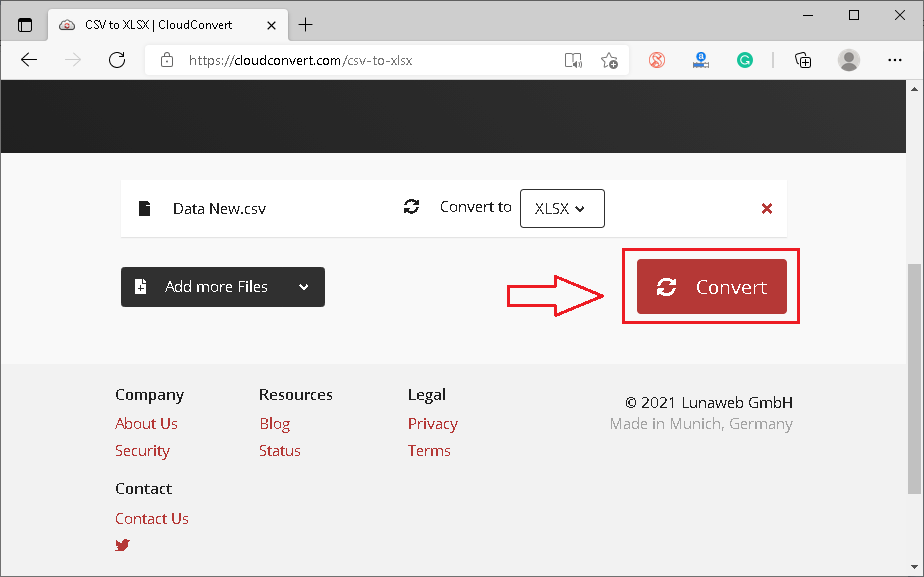 CSV to XLSX | CloudConvert
https://cloudconvert.com/csv-to-xlsx
Data New.csv
Convert to
XLSX
Add more Files
Convert
Company
Resources
Legal
© 2021 Lunaweb GmbH
About Us
Blog
Privacy
Made in Munich, Germany
Security
Status
Terms
Contact
Contact Us